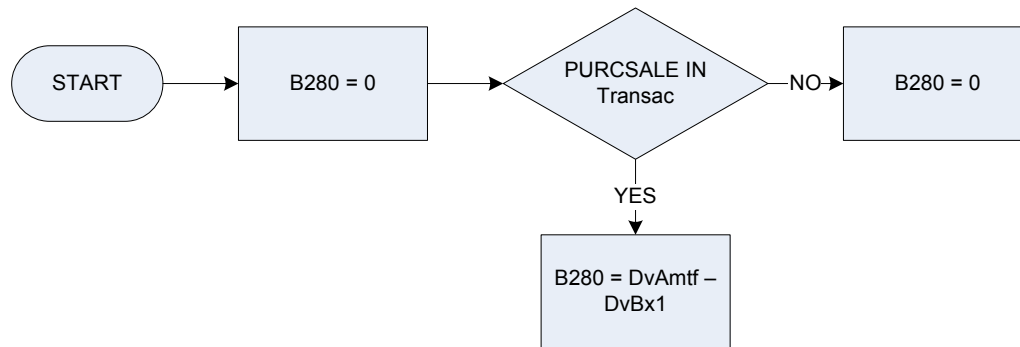 START
B280 = 0
PURCSALE IN
Transac
NO
B280 = 0
YES
B280 = DvAmtf –
DvBx1